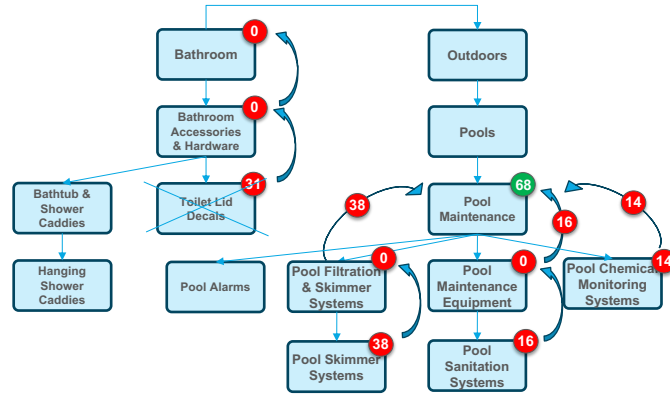 0
Bathroom
Outdoors
0
Bathroom
Accessories
& Hardware
Pools
31
Toilet Lid
Decals
Bathtub &
Shower
Caddies
68
Pool
Maintenance
38
16
14
Hanging
Shower
Caddies
Pool Alarms
0
Pool Filtration
& Skimmer
Systems
0
Pool
Maintenance
Equipment
14
Pool Chemical
Monitoring
Systems
38
Pool Skimmer
Systems
16
Pool
Sanitation
Systems